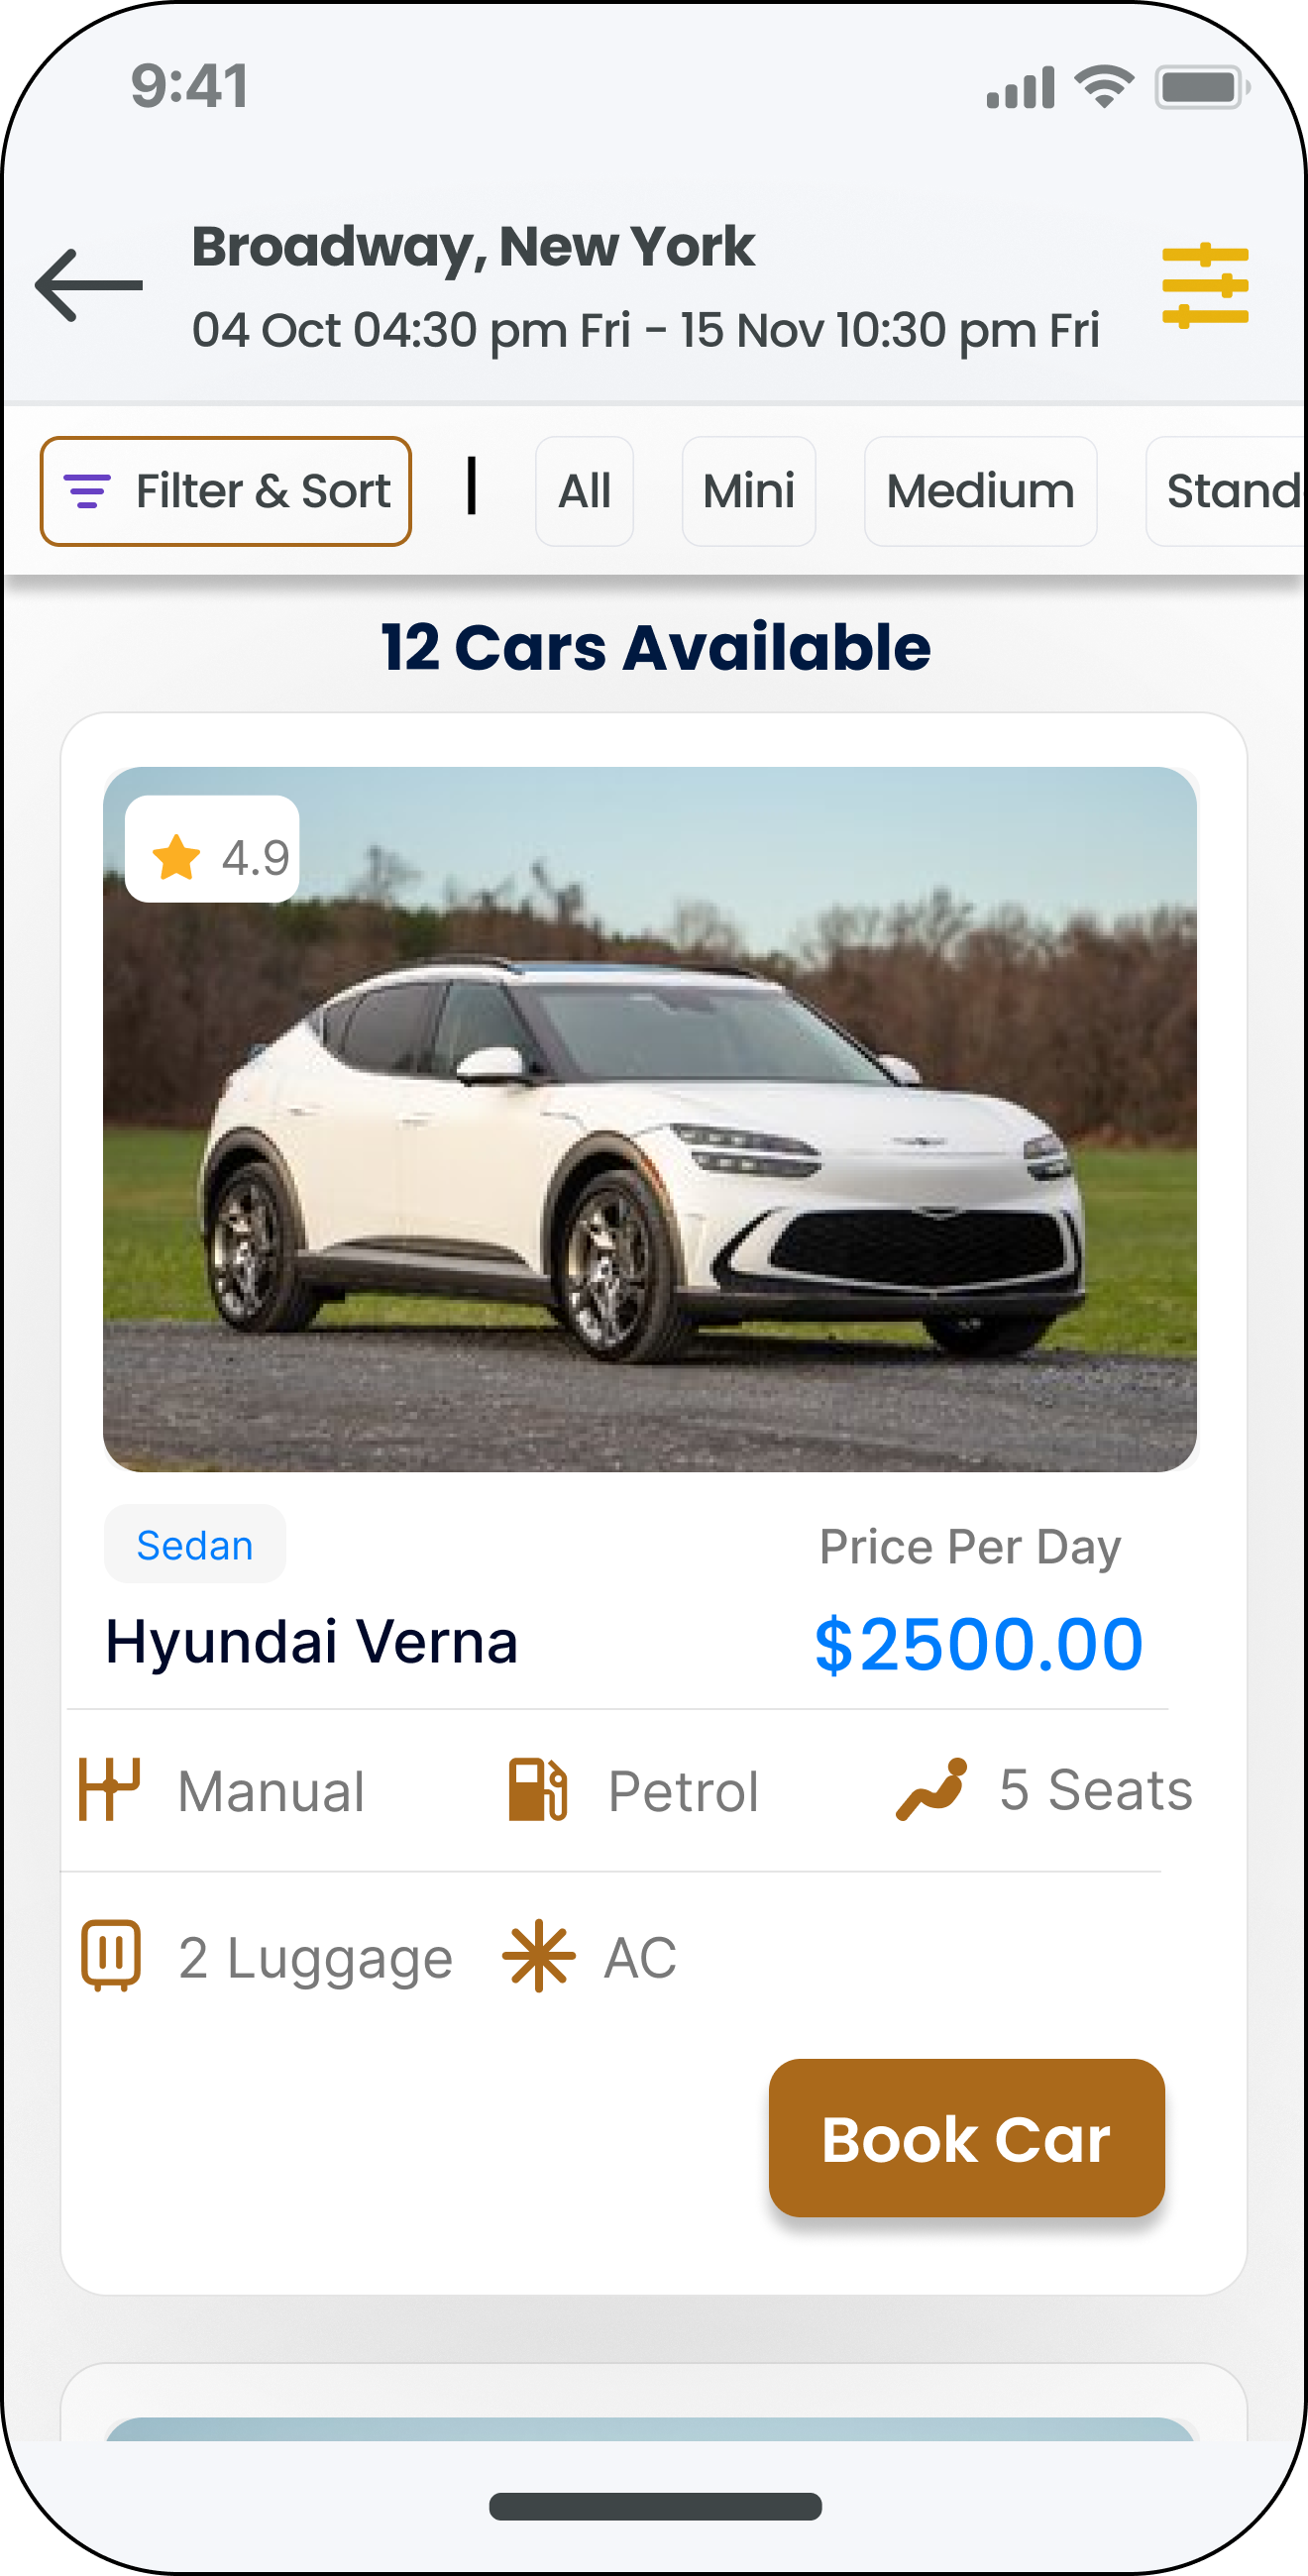 9:41
Broadway, New York
04 Oct 04:30 pm Fri - 15 Nov 10:30 pm Fri
Filter & Sort | All Mini Medium Stand
12 Cars Available
4.9
Sedan Price Per Day
Hyundai Verna $2500.00
Manual Petrol 5 Seats
2 Luggage AC
Book Car